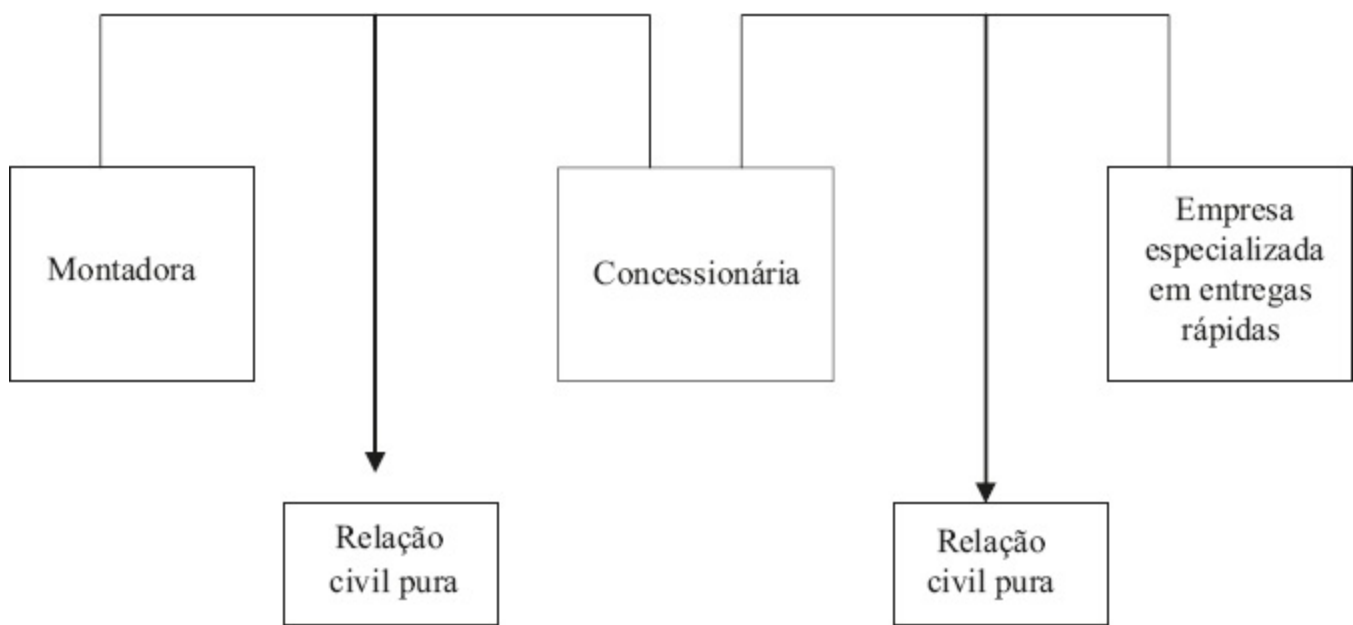 Montadora
Concessionária
Empresa
especializada
em entregas
rápidas
Relação
civil pura
Relação
civil pura